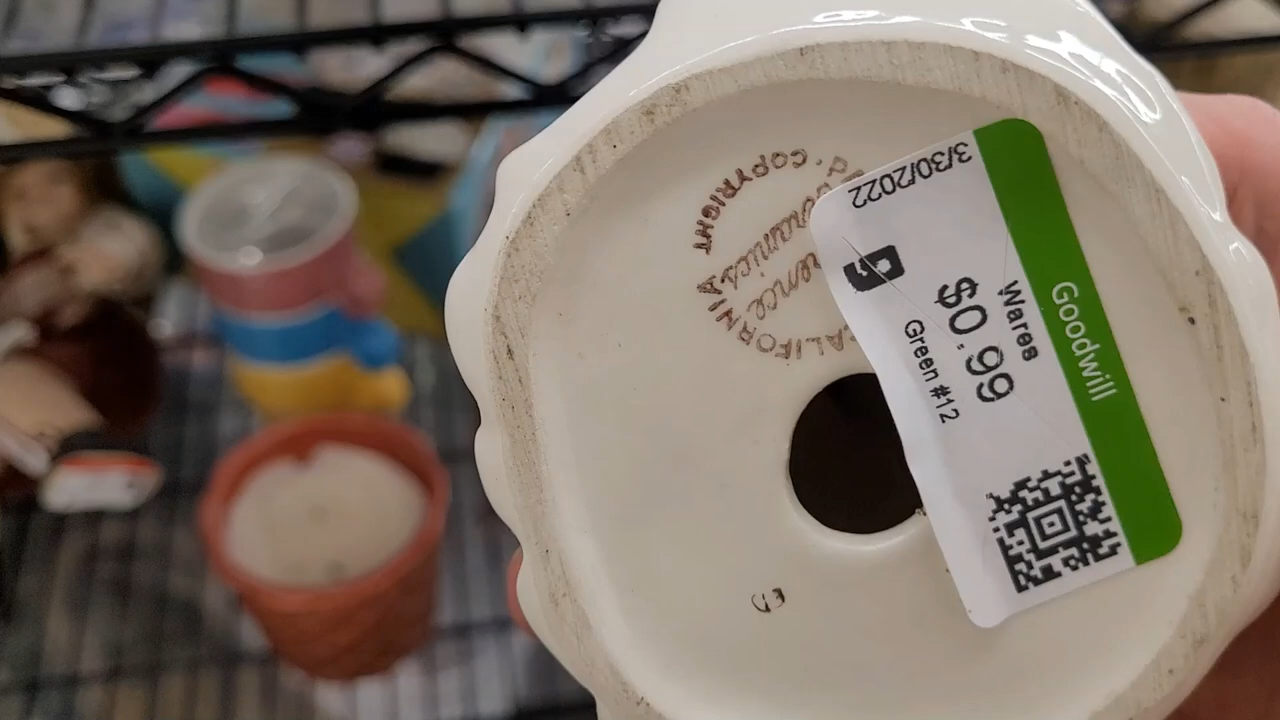 Goodwill
Wares
$0.99
Green #12
3/30/2022
COPYRIGHT
CALIFORNIA